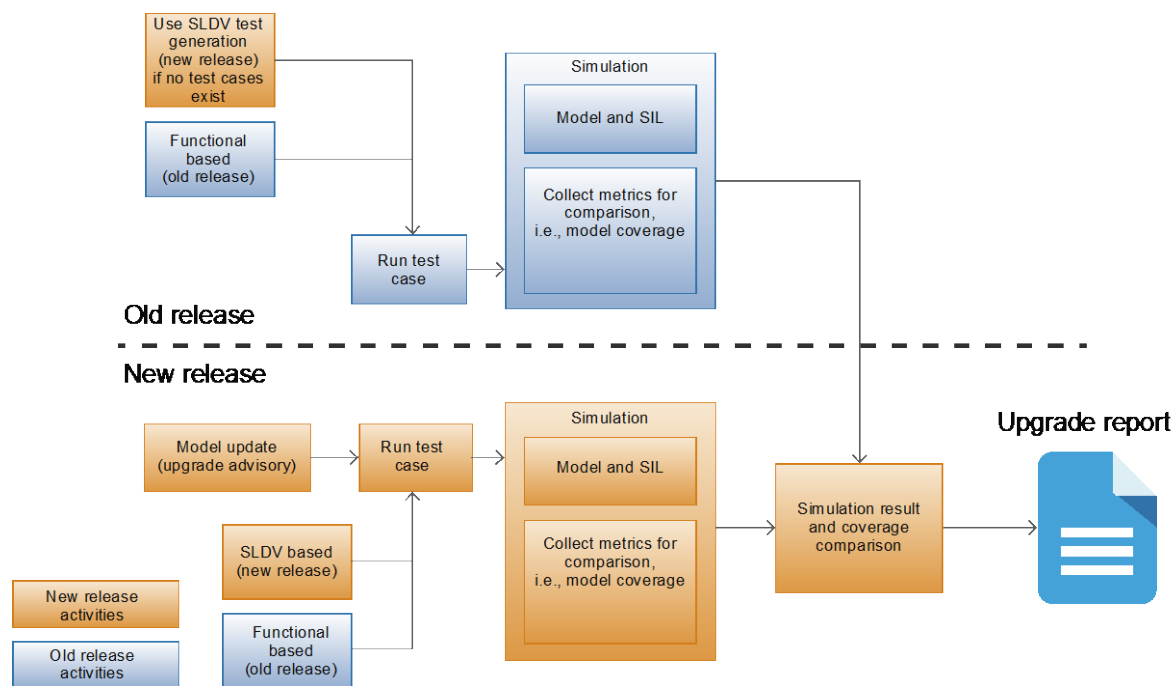 Use SLDV test
generation
(new release)
if no test cases
exist
Functional
based
(old release)
Run test
case
Simulation
Model and SIL
Collect metrics for
comparison,
i.e., model coverage
Old release
New release
Model update
(upgrade advisory)
Run test
case
SLDV based
(new release)
Functional
based
(old release)
Simulation
Model and SIL
Collect metrics for
comparison,
i.e., model coverage
Simulation result
and coverage
comparison
Upgrade report
New release
activities
Old release
activities